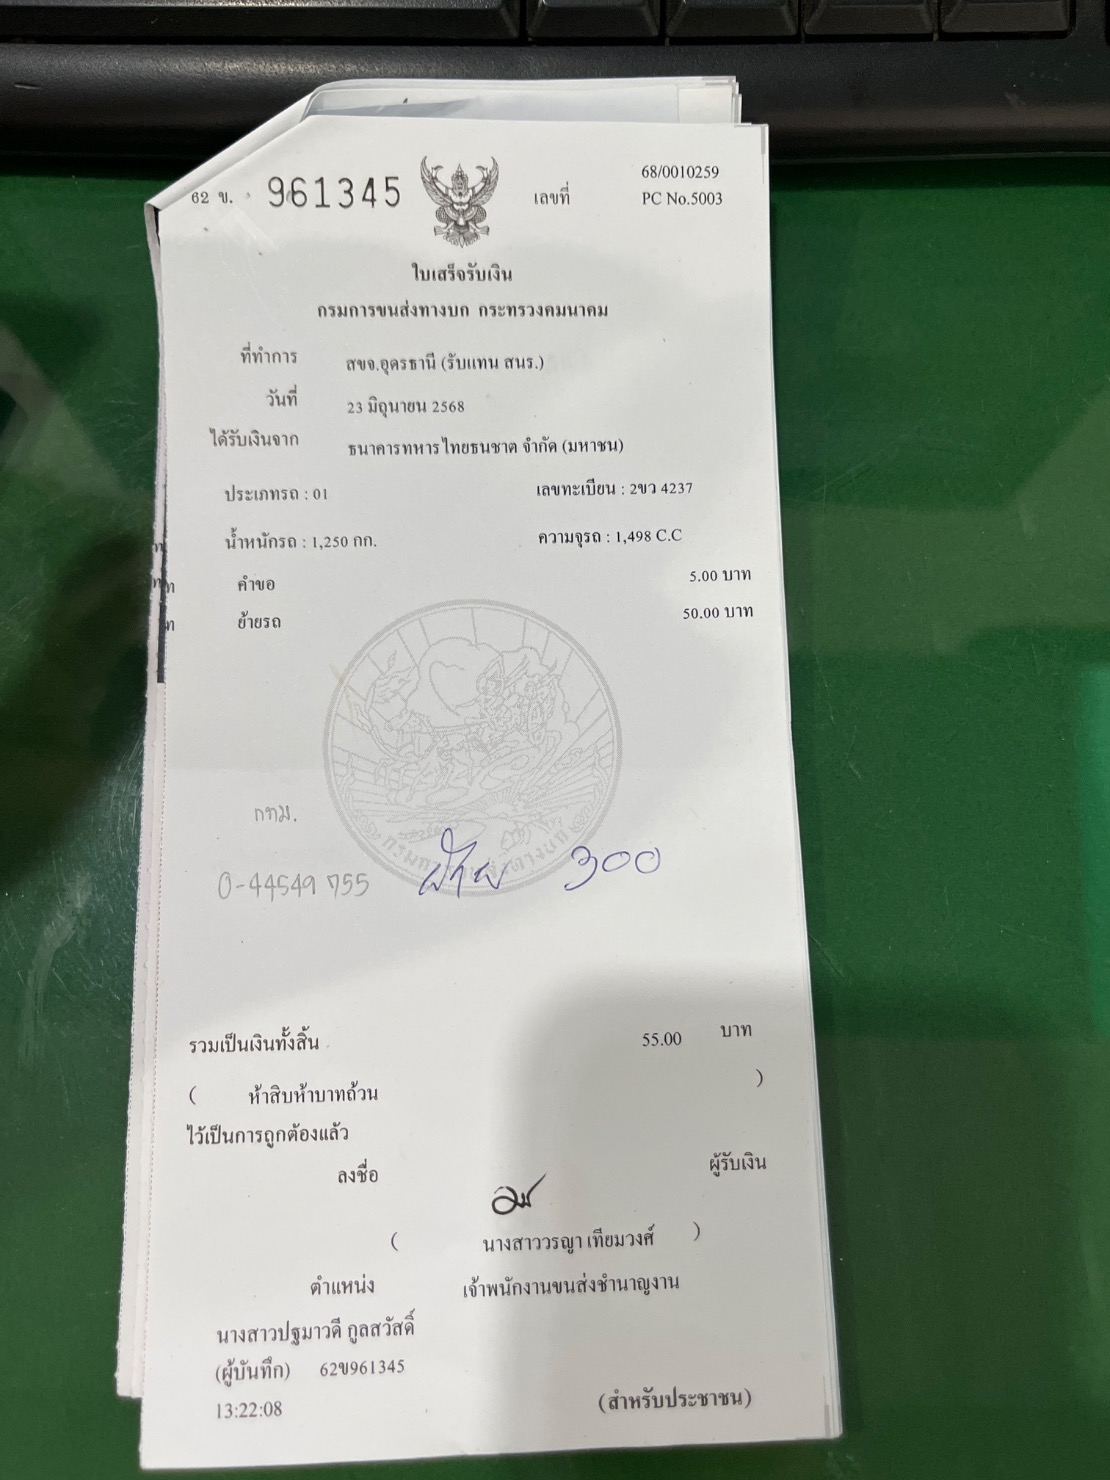 62 ข. 961345
เลขที่ 68/0010259
PC No.5003
ใบเสร็จรับเงิน
กรมการขนส่งทางบก กระทรวงคมนาคม
ที่ทำการ สขจ.อุดรธานี (รับแทน สนร.)
วันที่ 23 มิถุนายน 2568
ได้รับเงินจาก ธนาคารทหารไทยธนชาต จำกัด (มหาชน)
ประเภทรถ : 01 เลขทะเบียน : 2ขว 4237
น้ำหนักรถ : 1,250 กก. ความจุรถ : 1,498 C.C
คำขอ 5.00 บาท
ย้ายรถ 50.00 บาท
กทม.
0-44549 755 ป้าย 300
รวมเป็นเงินทั้งสิ้น 55.00 บาท
( ห้าสิบห้าบาทถ้วน )
ไว้เป็นการถูกต้องแล้ว
ลงชื่อ ผู้รับเงิน
( นางสาววรญา เทียมวงศ์ )
ตำแหน่ง เจ้าพนักงานขนส่งชำนาญงาน
นางสาวปฐมาวดี กูลสวัสดิ์
(ผู้บันทึก) 62ข961345
13:22:08 (สำหรับประชาชน)